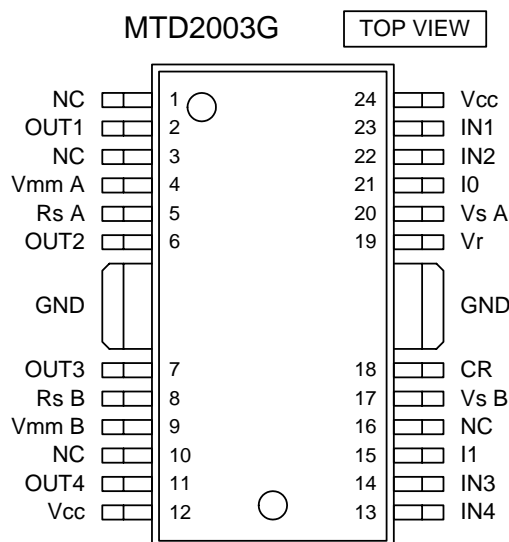 MTD2003G TOP VIEW
NC 1 24 Vcc
OUT1 2 23 IN1
NC 3 22 IN2
Vmm A 4 21 I0
Rs A 5 20 Vs A
OUT2 6 19 Vr
GND GND
OUT3 7 18 CR
Rs B 8 17 Vs B
Vmm B 9 16 NC
NC 10 15 I1
OUT4 11 14 IN3
Vcc 12 13 IN4